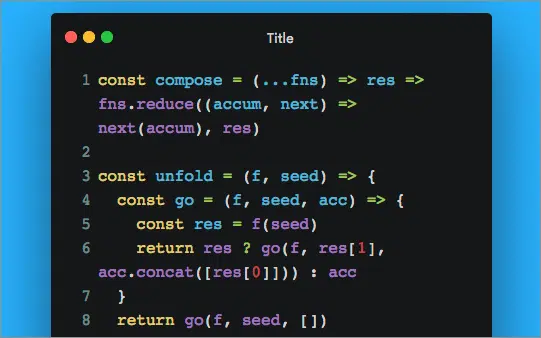 Title
1 const compose = (...fns) => res =>
fns.reduce((accum, next) =>
next(accum), res)
2
3 const unfold = (f, seed) => {
4   const go = (f, seed, acc) => {
5     const res = f(seed)
6     return res ? go(f, res[1],
acc.concat([res[0]])) : acc
7   }
8   return go(f, seed, [])